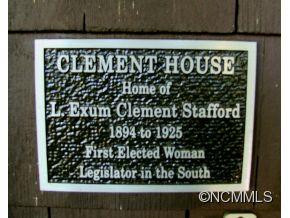 CLEMENT HOUSE
Home of
L. Exum Clement Stafford
1894 to 1925
First Elected Woman
Legislator in the South
©NCMMLS